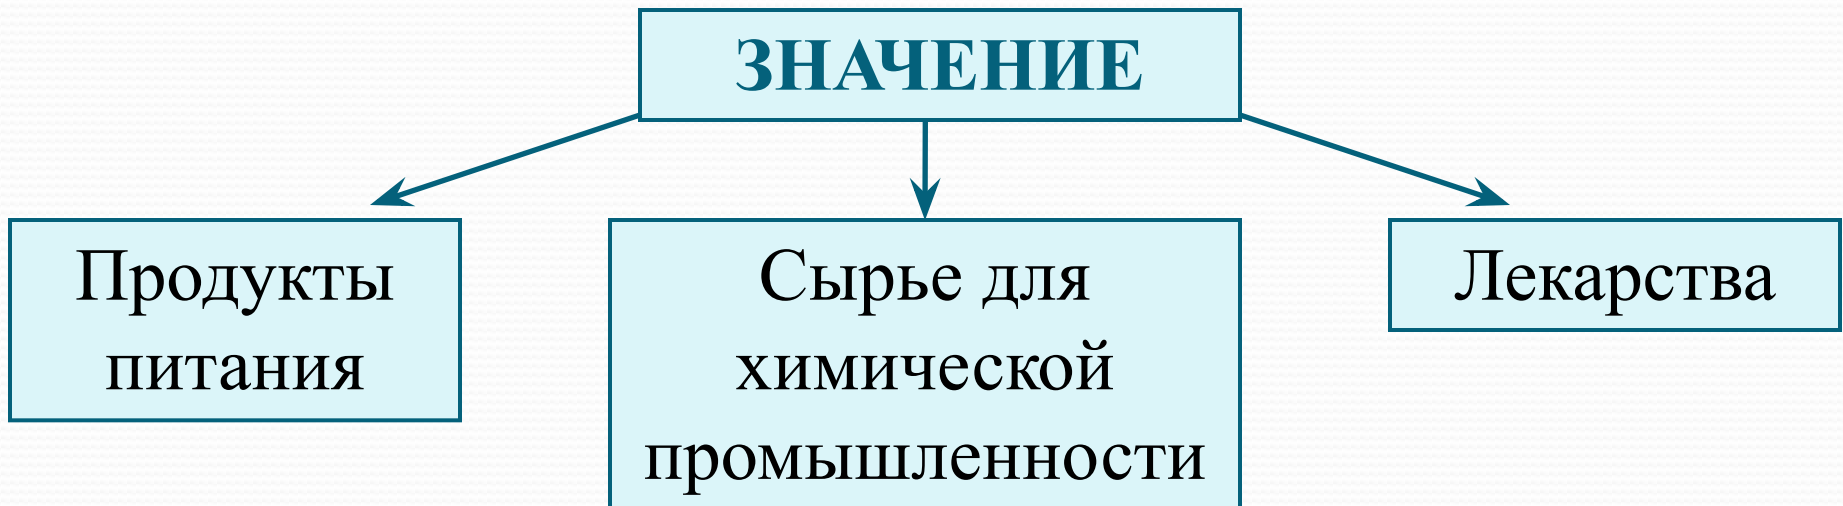 ЗНАЧЕНИЕ
Продукты
питания
Сырье для
химической
промышленности
Лекарства